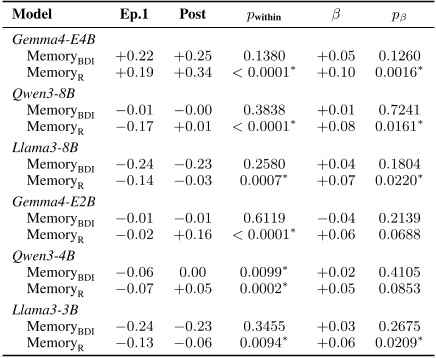 Model Ep.1 Post p_within β p_β
Gemma4-E4B
Memory_BDI +0.22 +0.25 0.1380 +0.05 0.1260
Memory_R +0.19 +0.34 < 0.0001* +0.10 0.0016*
Qwen3-8B
Memory_BDI −0.01 −0.00 0.3838 +0.01 0.7241
Memory_R −0.17 +0.01 < 0.0001* +0.08 0.0161*
Llama3-8B
Memory_BDI −0.24 −0.23 0.2580 +0.04 0.1804
Memory_R −0.14 −0.03 0.0007* +0.07 0.0220*
Gemma4-E2B
Memory_BDI −0.01 −0.01 0.6119 −0.04 0.2139
Memory_R −0.02 +0.16 < 0.0001* +0.06 0.0688
Qwen3-4B
Memory_BDI −0.06 0.00 0.0099* +0.02 0.4105
Memory_R −0.07 +0.05 0.0002* +0.05 0.0853
Llama3-3B
Memory_BDI −0.24 −0.23 0.3455 +0.03 0.2675
Memory_R −0.13 −0.06 0.0094* +0.06 0.0209*